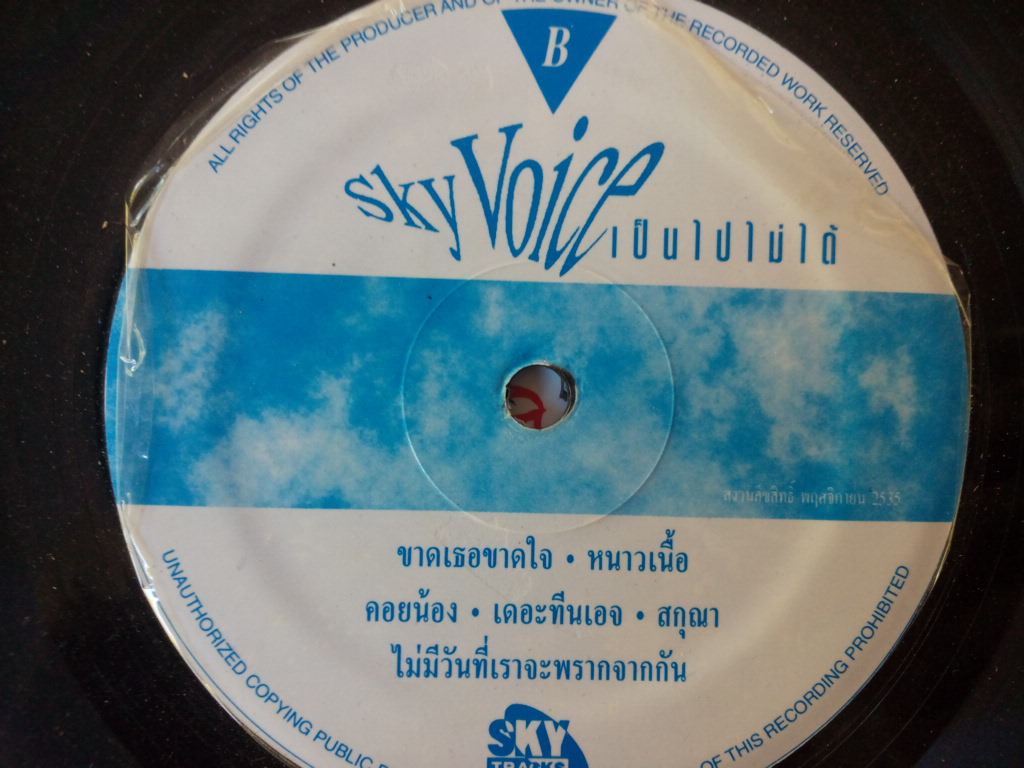 ALL RIGHTS OF THE PRODUCER AND OF THE OWNER OF THE RECORDED WORK RESERVED
B
Sky Voice
เป็นไปไม่ได้
สงวนลิขสิทธิ์ พฤศจิกายน 2535
ขาดเธอขาดใจ • หนาวเนื้อ
คอยน้อง • เดอะทีนเอจ • สกุณา
ไม่มีวันที่เราจะพรากจากกัน
SKY
TRACKS
UNAUTHORIZED COPYING PUBLIC
OF THIS RECORDING PROHIBITED